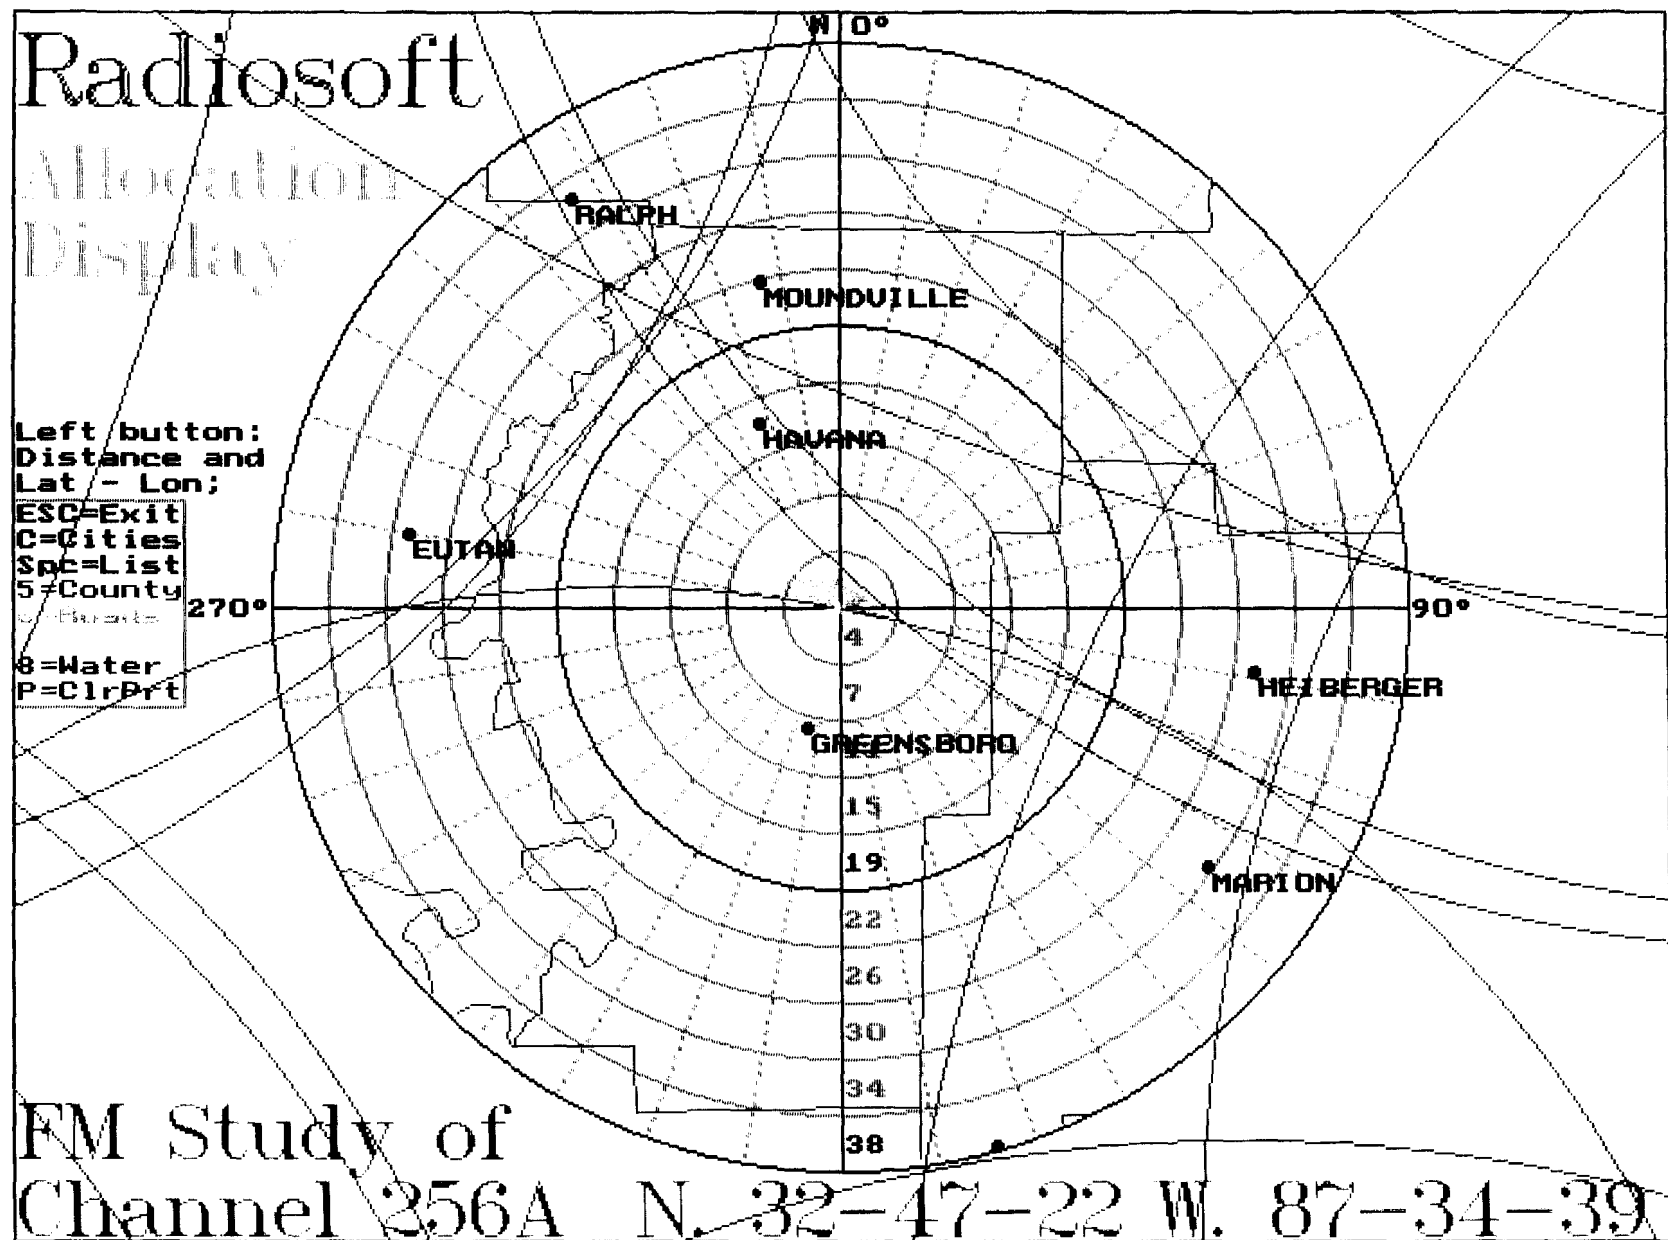 W 0°
Radiosoft
Allocation
Display
RALPH
MOUNDVILLE
HAVANA
Left button:
Distance and
Lat - Lon;
ESC=Exit
C=Cities
Spc=List
5=County
8=Water
P=ClrPrt
EUTAW
270°
90°
4
7
HEIBERGER
GREENSBORO
15
19
MARION
22
26
30
34
38
FM Study of
Channel 256A N. 32-47-22 W. 87-34-39